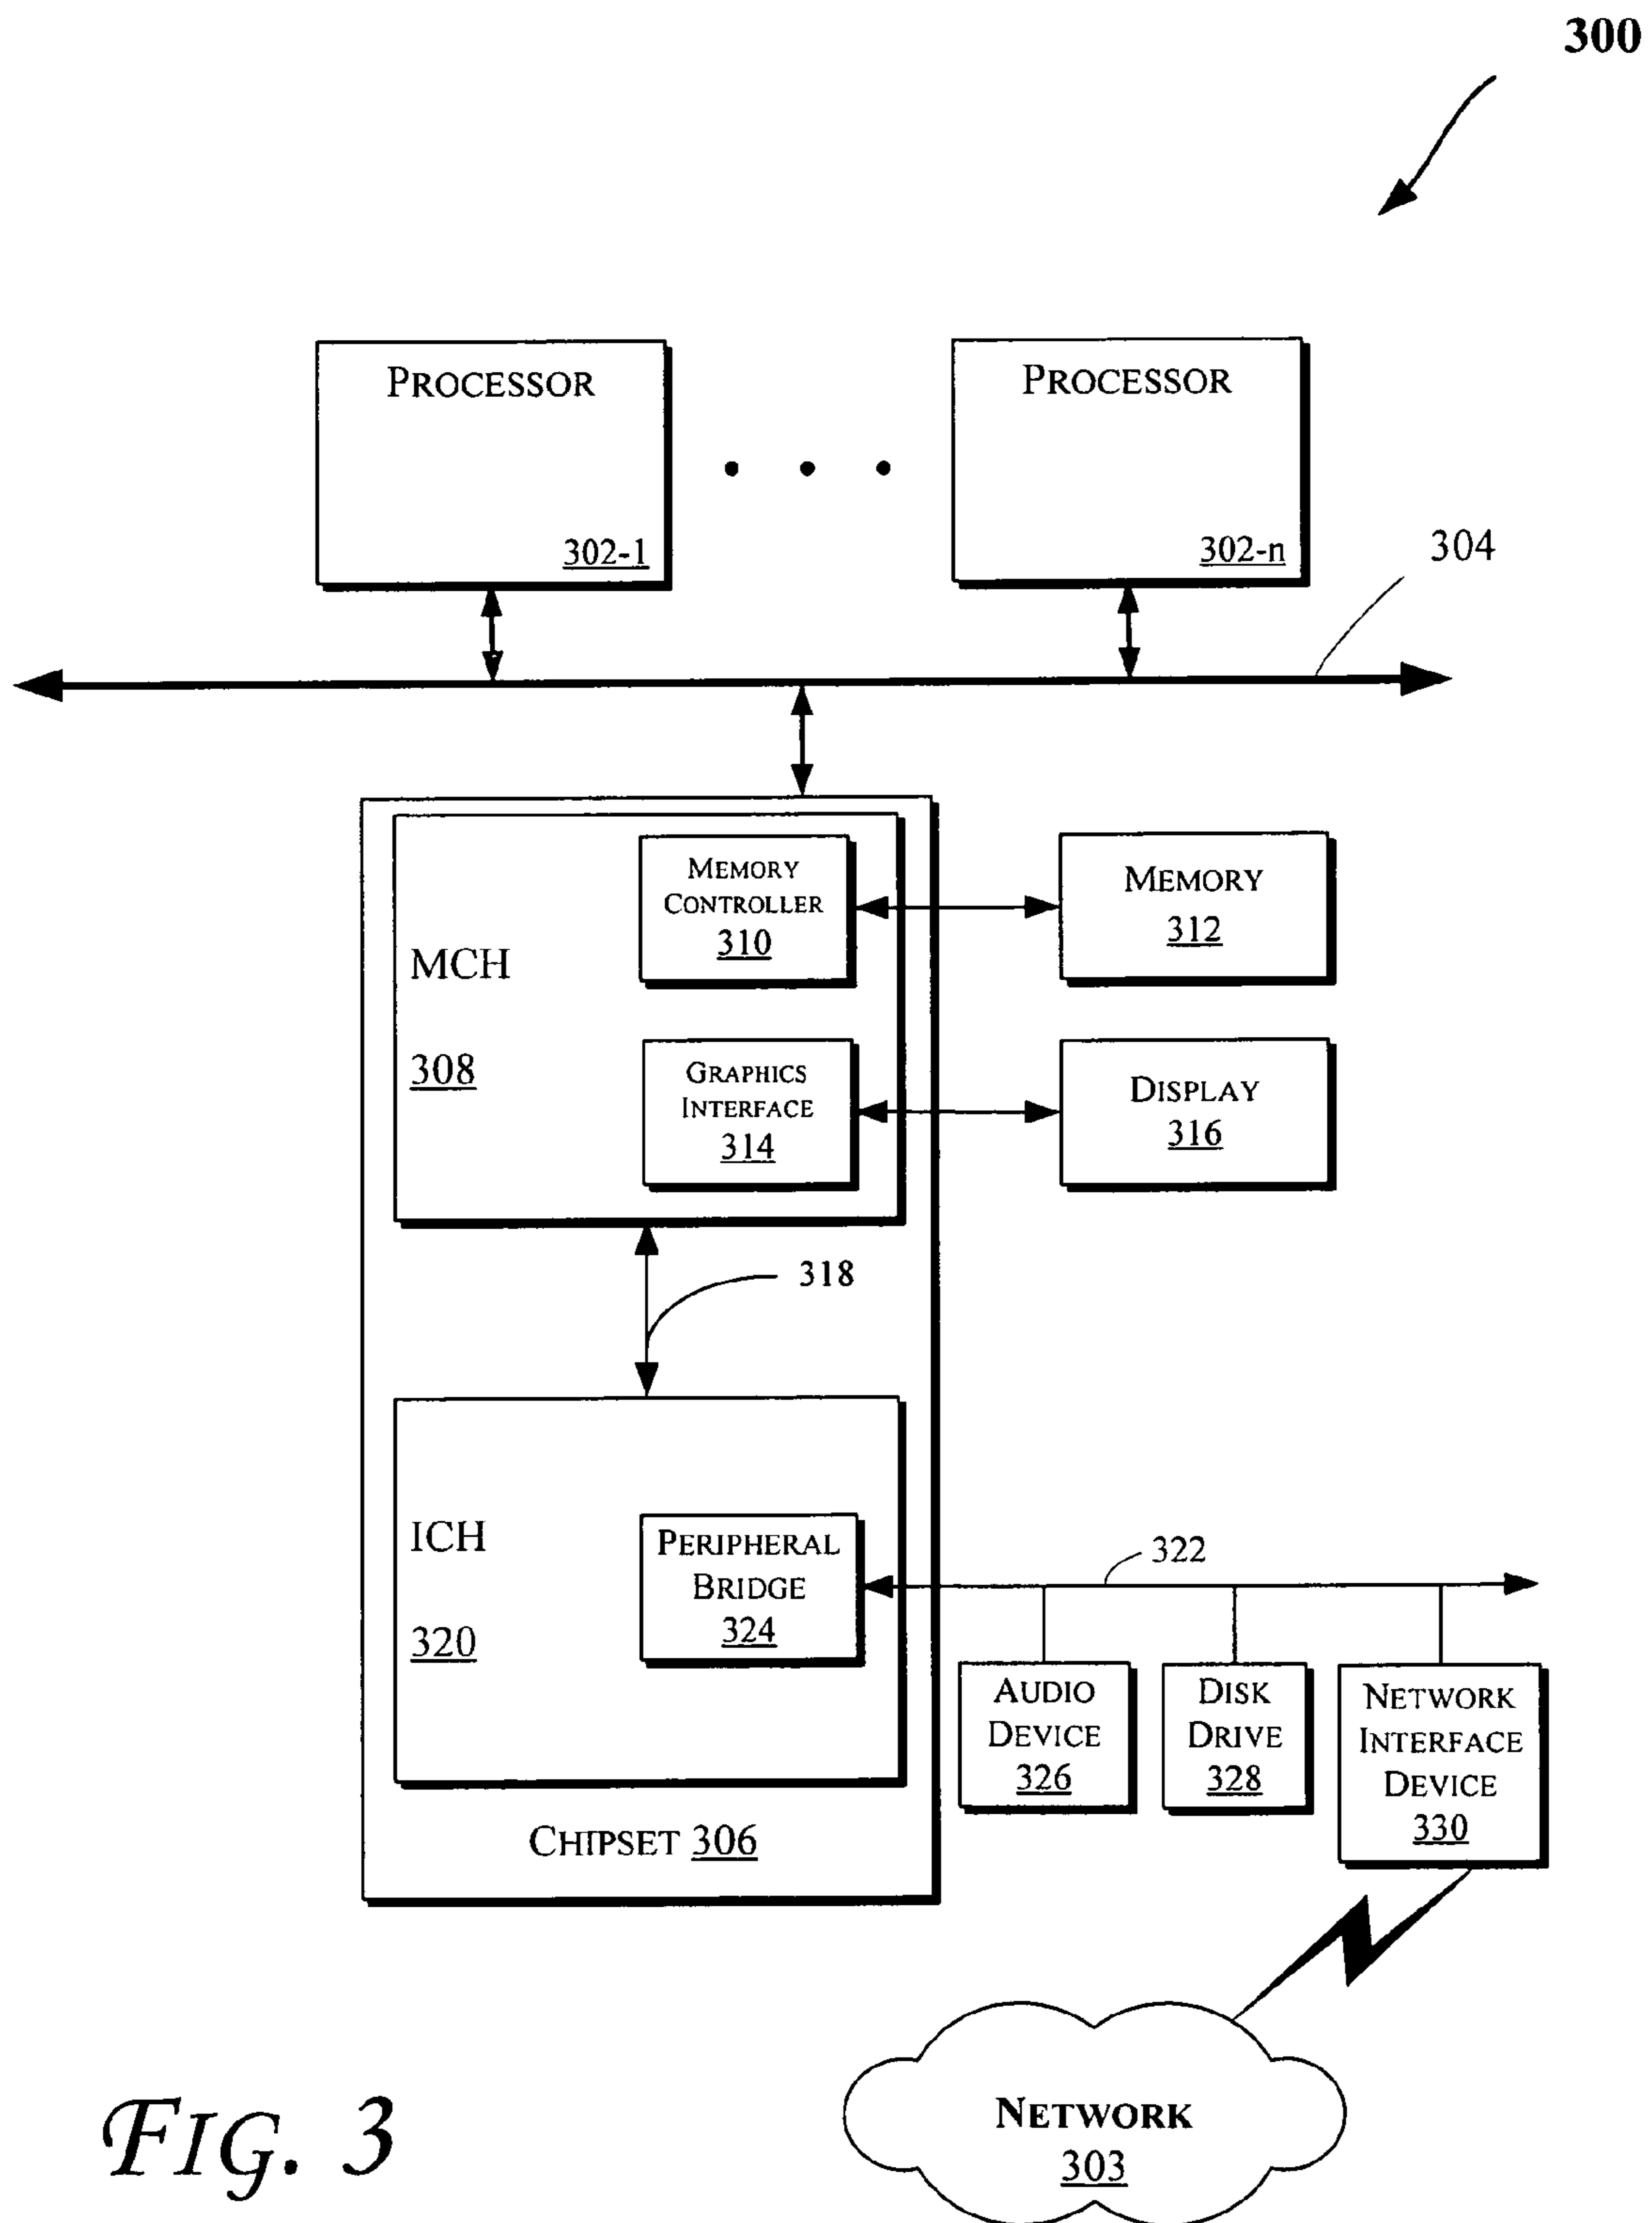 300
PROCESSOR
302-1
PROCESSOR
302-n
304
MEMORY
CONTROLLER
310
MEMORY
312
MCH
308
GRAPHICS
INTERFACE
314
DISPLAY
316
318
ICH
320
PERIPHERAL
BRIDGE
324
322
AUDIO
DEVICE
326
DISK
DRIVE
328
NETWORK
INTERFACE
DEVICE
330
CHIPSET 306
NETWORK
303
FIG. 3